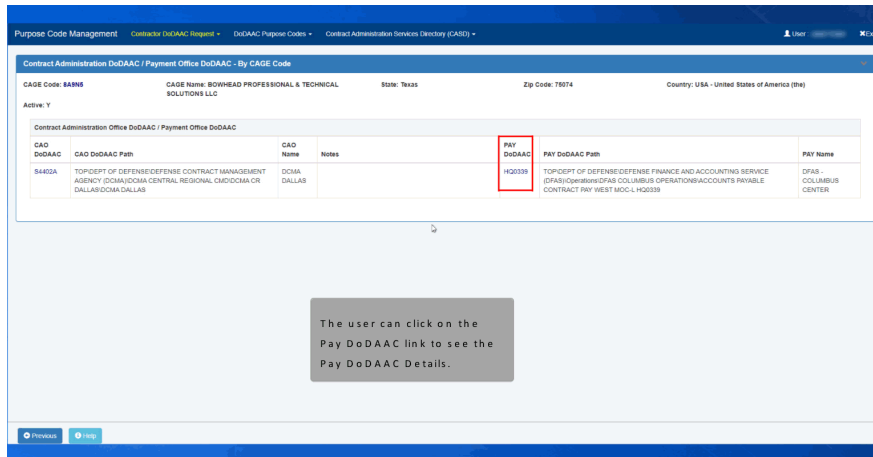 Purpose Code Management Contractor DoDAAC Request DoDAAC Purpose Codes Contract Administration Services Directory (CASD) User
Contract Administration DoDAAC / Payment Office DoDAAC - By CAGE Code
CAGE Code: 8A9N5 CAGE Name: BOWHEAD PROFESSIONAL & TECHNICAL State: Texas Zip Code: 75074 Country: USA - United States of America (the)
SOLUTIONS LLC
Active: Y
Contract Administration Office DoDAAC / Payment Office DoDAAC
CAO CAO PAY
DoDAAC CAO DoDAAC Path Name Notes DoDAAC PAY DoDAAC Path PAY Name
S4402A TOP\DEPT OF DEFENSE\DEFENSE CONTRACT MANAGEMENT DCMA HQ0339 TOP\DEPT OF DEFENSE\DEFENSE FINANCE AND ACCOUNTING SERVICE DFAS -
AGENCY (DCMA)\DCMA CENTRAL REGIONAL CMD\DCMA CR DALLAS (DFAS)\Operations\DFAS COLUMBUS OPERATIONS\ACCOUNTS PAYABLE COLUMBUS
DALLAS\DCMA DALLAS CONTRACT PAY WEST MOC-L HQ0339 CENTER
The user can click on the
Pay DoDAAC link to see the
Pay DoDAAC Details.
Previous Help